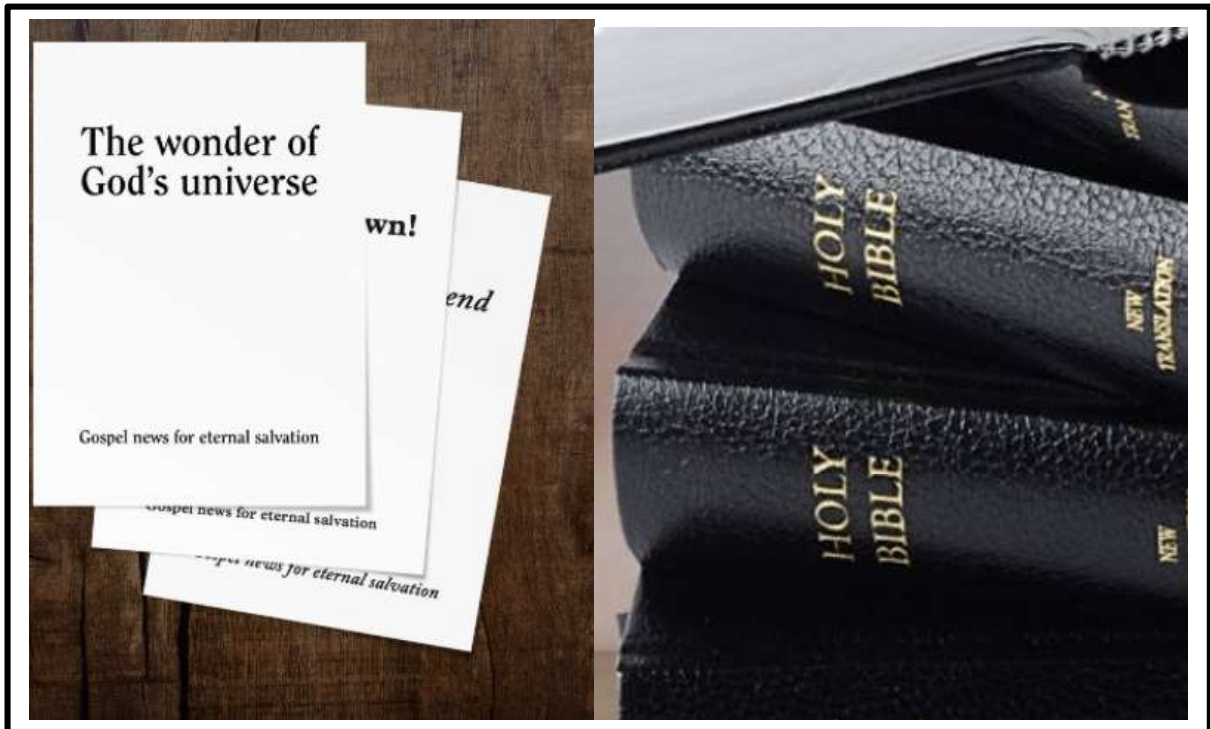 The wonder of
God's universe
wn!
end
Gospel news for eternal salvation
Gospel news for eternal salvation
Gospel news for eternal salvation
HOLY
BIBLE
NEW
TRANSLATION
HOLY
BIBLE
NEW